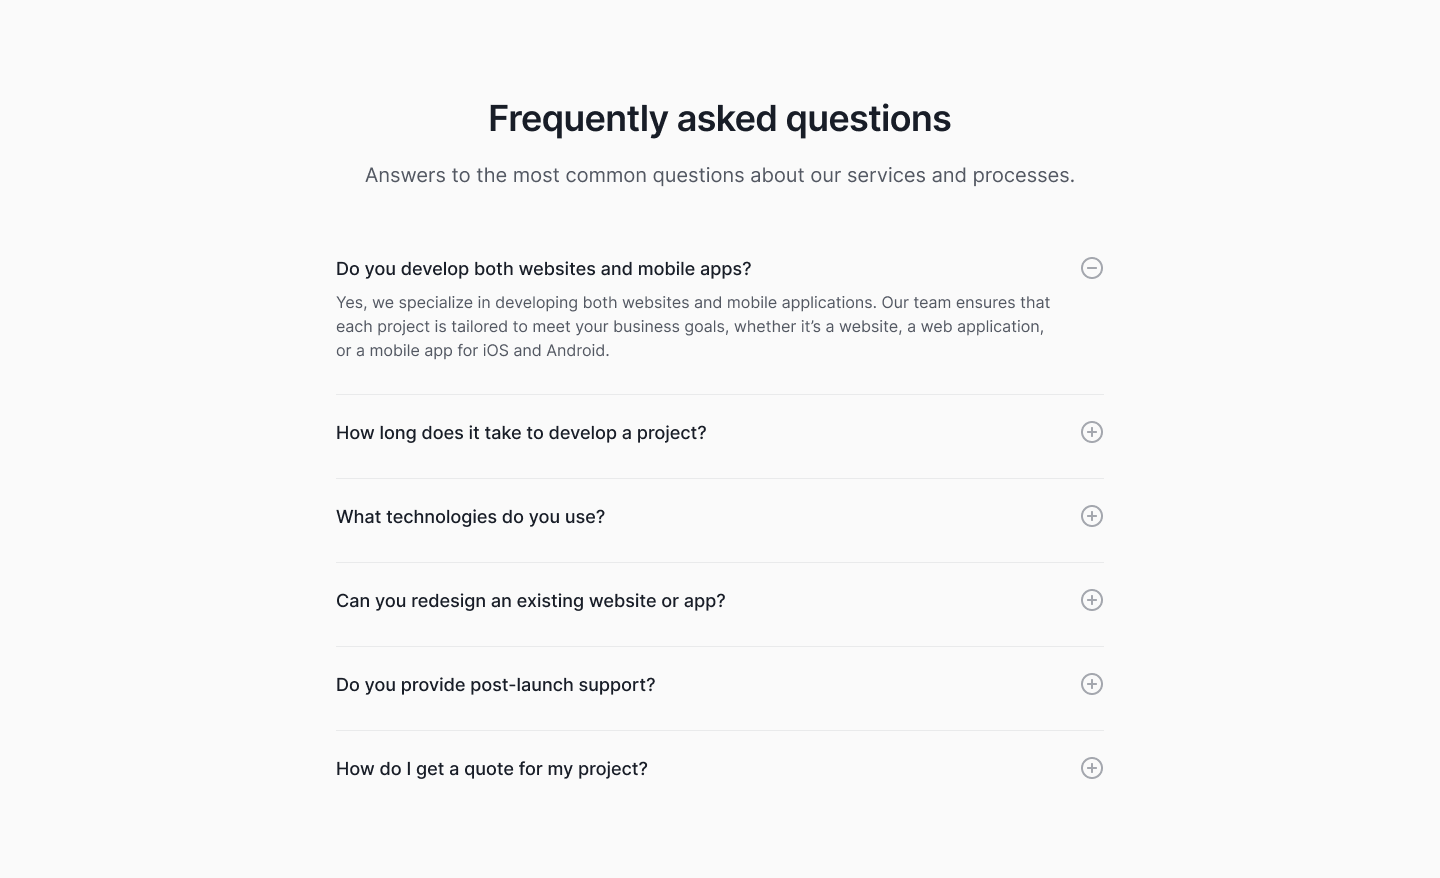 Frequently asked questions
Answers to the most common questions about our services and processes.
Do you develop both websites and mobile apps?
Yes, we specialize in developing both websites and mobile applications. Our team ensures that
each project is tailored to meet your business goals, whether it’s a website, a web application,
or a mobile app for iOS and Android.
How long does it take to develop a project?
What technologies do you use?
Can you redesign an existing website or app?
Do you provide post-launch support?
How do I get a quote for my project?